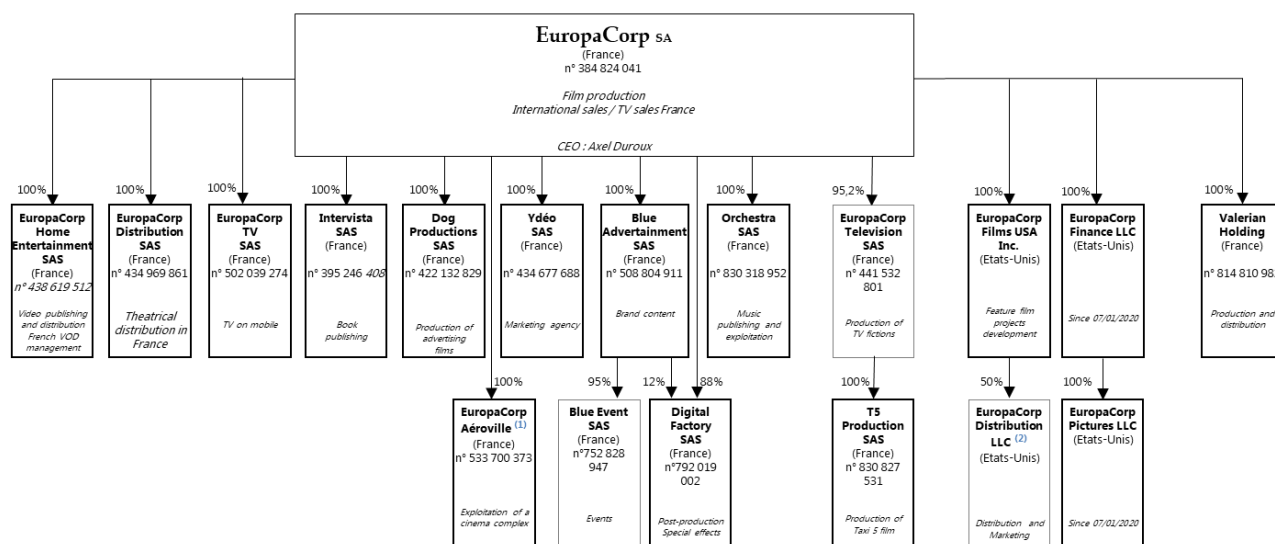 EuropaCorp SA
(France)
n° 384 824 041
Film production
International sales / TV sales France
CEO : Axel Duroux
100%
EuropaCorp
Home
Entertainment
SAS
(France)
n° 438 619 512
Video publishing
and distribution
French VOD
management
100%
EuropaCorp
Distribution
SAS
(France)
n° 434 969 861
Theatrical
distribution in
France
100%
EuropaCorp
TV
SAS
(France)
n° 502 039 274
TV on mobile
100%
Intervista
SAS
(France)
n° 395 246 408
Book
publishing
100%
Dog
Productions
SAS
(France)
n° 422 132 829
Production of
advertising
films
100%
Ydéo
SAS
(France)
n° 434 677 688
Marketing agency
100%
Blue
Advertainment
SAS
(France)
n° 508 804 911
Brand content
100%
Orchestra
SAS
(France)
n° 830 318 952
Music
publishing and
exploitation
95,2%
EuropaCorp
Television
SAS
(France)
n° 441 532
801
Production of
TV fictions
100%
EuropaCorp
Films USA
Inc.
(Etats-Unis)
Feature film
projects
development
100%
EuropaCorp
Finance LLC
(Etats-Unis)
Since 07/01/2020
100%
Valerian
Holding
(France)
n° 814 810 982
Production and
distribution
100%
EuropaCorp
Aéroville (1)
(France)
n° 533 700 373
Exploitation of a
cinema complex
95%
Blue Event
SAS
(France)
n°752 828
947
Events
12%
88%
Digital
Factory
SAS
(France)
n°792 019
002
Post-production
Special effects
100%
T5
Production
SAS
(France)
n° 830 827
531
Production of
Taxi 5 film
50%
EuropaCorp
Distribution
LLC (2)
(Etats-Unis)
Distribution and
Marketing
100%
EuropaCorp
Pictures LLC
(Etats-Unis)
Since 07/01/2020